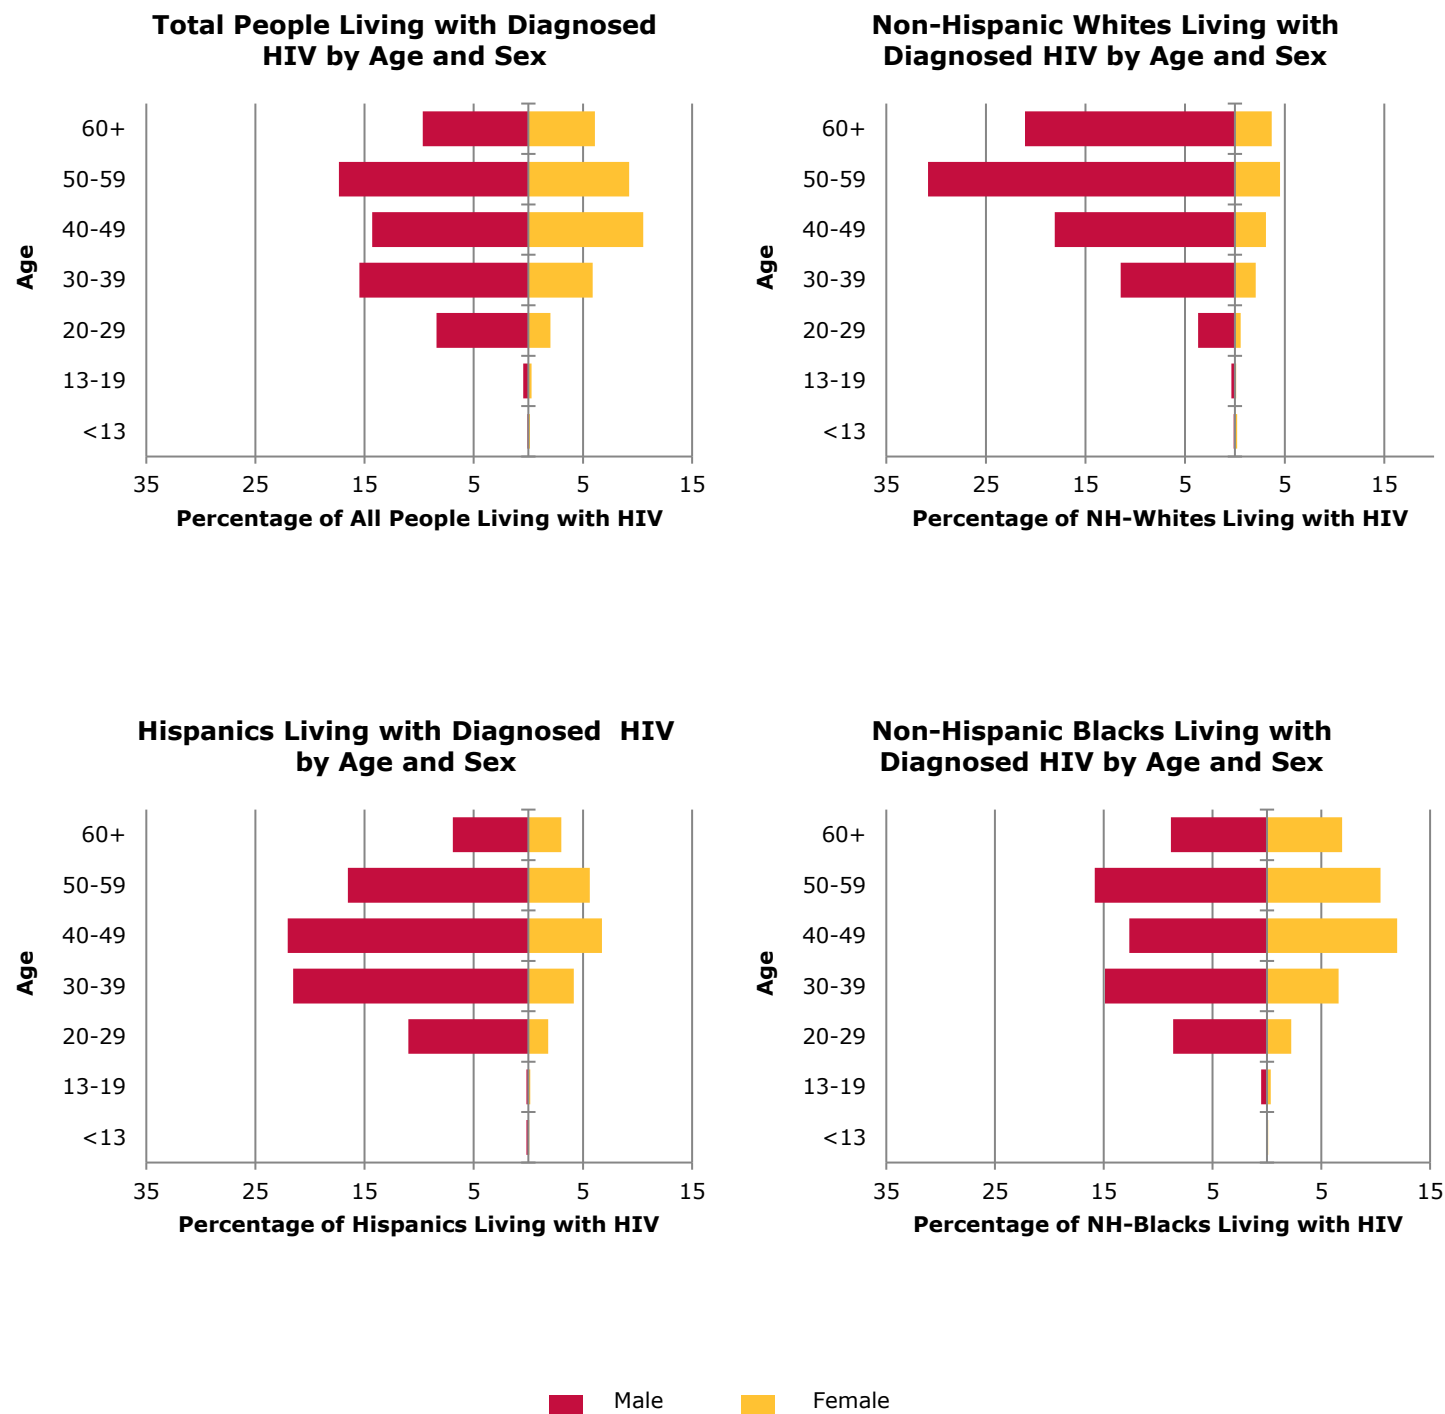 Total People Living with Diagnosed
HIV by Age and Sex
Age
60+
50-59
40-49
30-39
20-29
13-19
<13
35 25 15 5 5 15
Percentage of All People Living with HIV
Non-Hispanic Whites Living with
Diagnosed HIV by Age and Sex
Age
60+
50-59
40-49
30-39
20-29
13-19
<13
35 25 15 5 5 15
Percentage of NH-Whites Living with HIV
Hispanics Living with Diagnosed  HIV
by Age and Sex
Age
60+
50-59
40-49
30-39
20-29
13-19
<13
35 25 15 5 5 15
Percentage of Hispanics Living with HIV
Non-Hispanic Blacks Living with
Diagnosed HIV by Age and Sex
Age
60+
50-59
40-49
30-39
20-29
13-19
<13
35 25 15 5 5 15
Percentage of NH-Blacks Living with HIV
Male Female